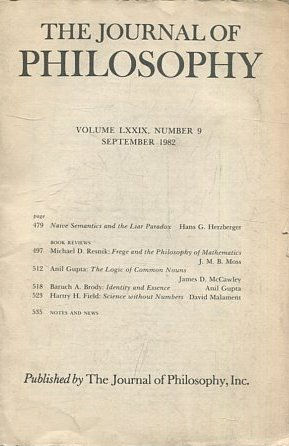 THE JOURNAL OF
PHILOSOPHY
VOLUME LXXIX, NUMBER 9
SEPTEMBER 1982
page
479 Naive Semantics and the Liar Paradox Hans G. Herzberger
BOOK REVIEWS
497 Michael D. Resnik: Frege and the Philosophy of Mathematics
J. M. B. Moss
512 Anil Gupta: The Logic of Common Nouns
James D. McCawley
518 Baruch A. Brody: Identity and Essence Anil Gupta
523 Hartry H. Field: Science without Numbers David Malament
535 NOTES AND NEWS
Published by The Journal of Philosophy, Inc.